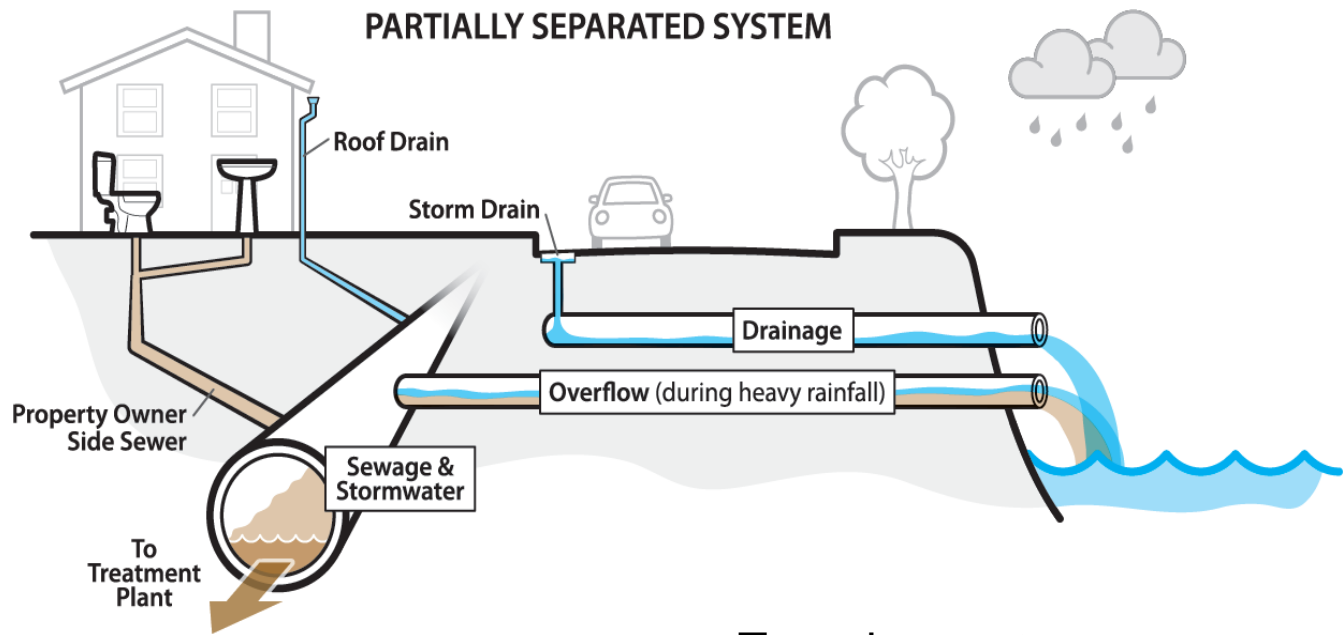 PARTIALLY SEPARATED SYSTEM
Roof Drain
Storm Drain
Drainage
Overflow (during heavy rainfall)
Property Owner
Side Sewer
Sewage &
Stormwater
To
Treatment
Plant